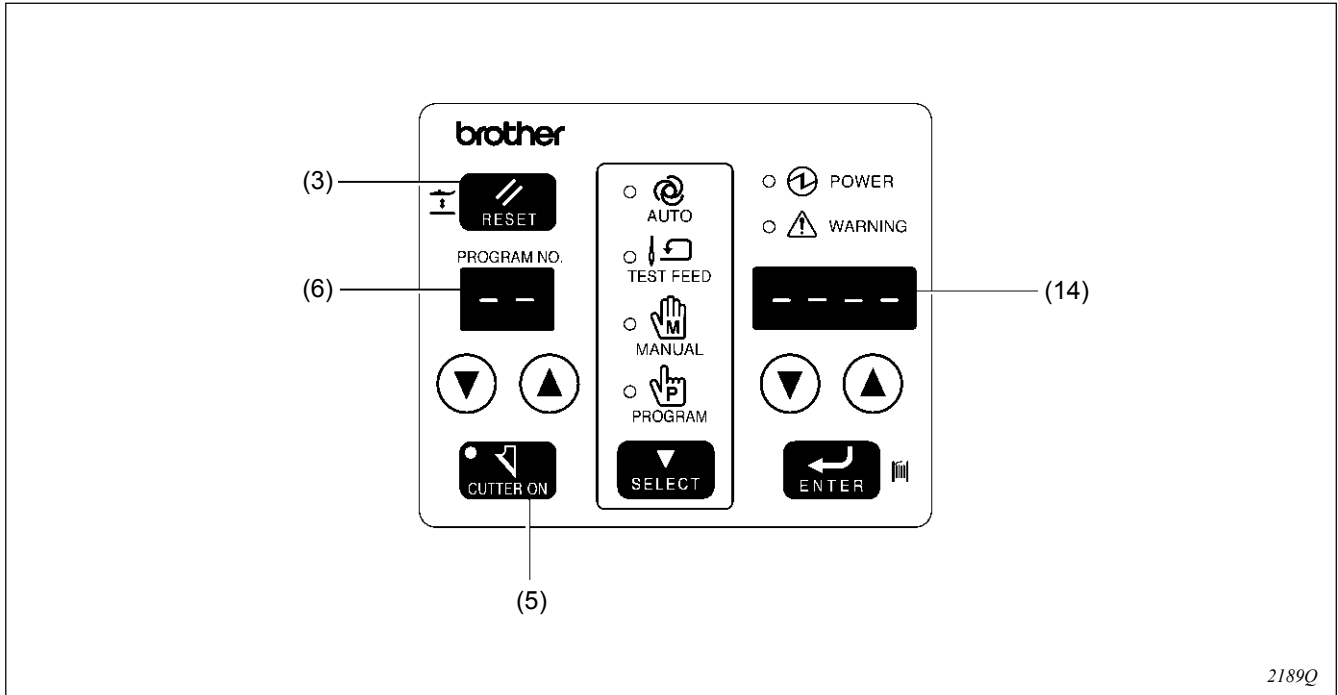 brother
(3)
RESET
PROGRAM NO.
(6)
– –
CUTTER ON
(5)
AUTO
TEST FEED
M
MANUAL
P
PROGRAM
SELECT
POWER
WARNING
– – – –
(14)
ENTER
2189Q